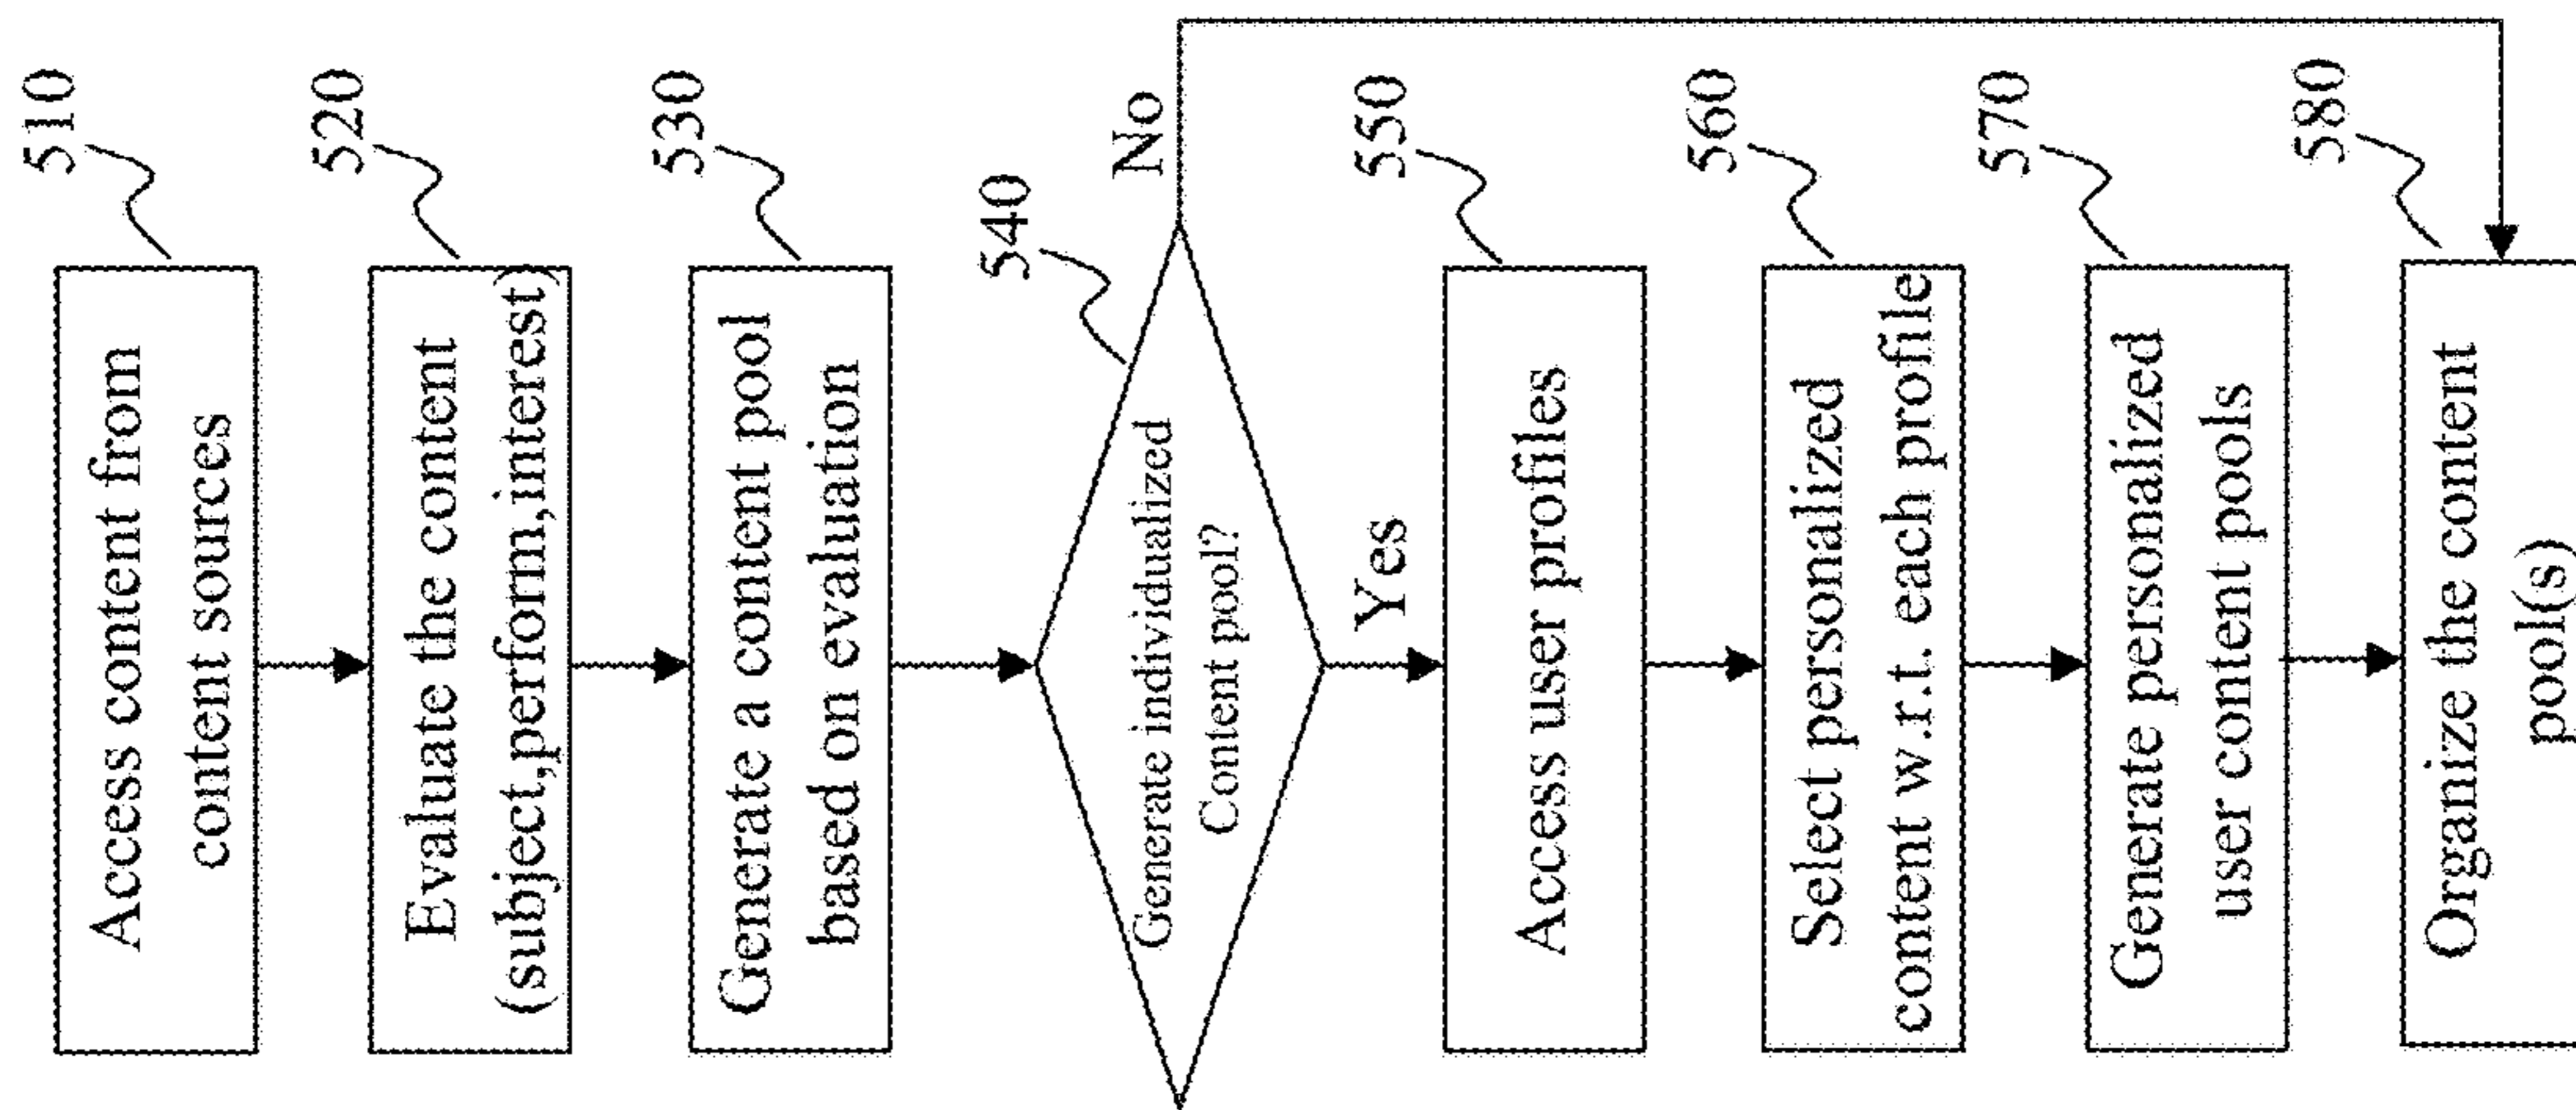 510
Access content from
content sources
520
Evaluate the content
(subject,perform,interest)
530
Generate a content pool
based on evaluation
540
Generate individualized
Content pool?
No
Yes
550
Access user profiles
560
Select personalized
content w.r.t. each profile
570
Generate personalized
user content pools
580
Organize the content
pool(s)